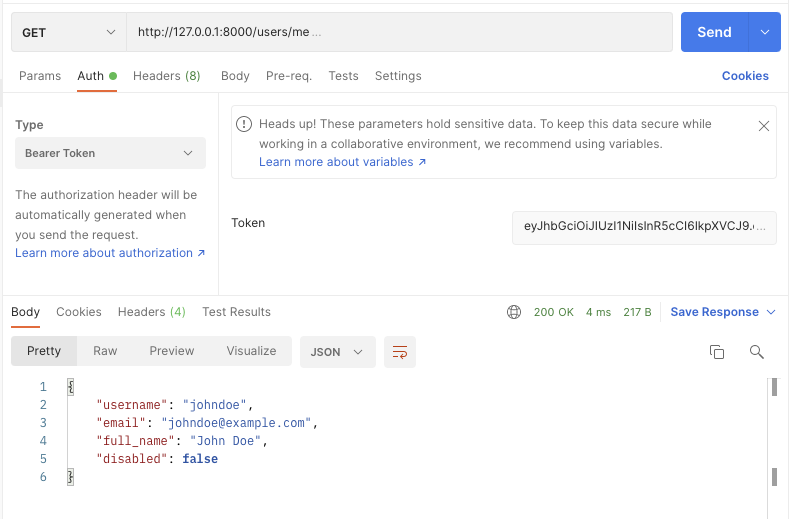 GET http://127.0.0.1:8000/users/me ... Send
Params Auth Headers (8) Body Pre-req. Tests Settings Cookies
Type
Bearer Token
The authorization header will be
automatically generated when
you send the request.
Learn more about authorization ↗
! Heads up! These parameters hold sensitive data. To keep this data secure while
working in a collaborative environment, we recommend using variables.
Learn more about variables ↗
Token eyJhbGciOiJIUzI1NiIsInR5cCI6IkpXVCJ9. ...
Body Cookies Headers (4) Test Results 200 OK 4 ms 217 B Save Response
Pretty Raw Preview Visualize JSON
1 {
2 "username": "johndoe",
3 "email": "johndoe@example.com",
4 "full_name": "John Doe",
5 "disabled": false
6 }